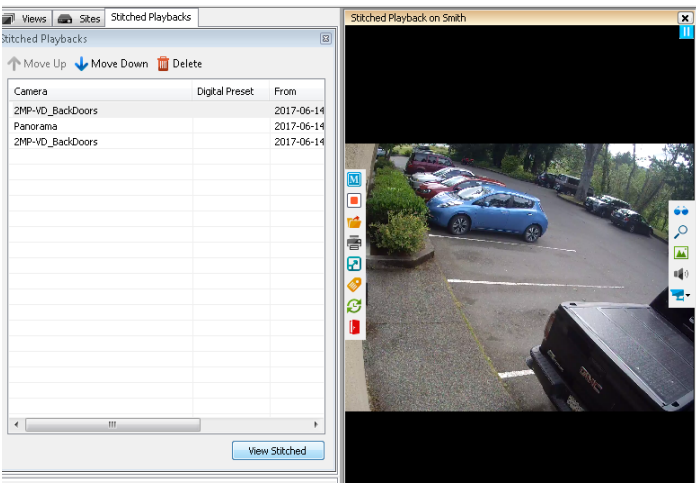 Views
Sites
Stitched Playbacks
Stitched Playbacks
Move Up
Move Down
Delete
Camera
Digital Preset
From
2MP-VD_BackDoors
2017-06-14
Panorama
2017-06-14
2MP-VD_BackDoors
2017-06-14
View Stitched
Stitched Playback on Smith
M
GMC